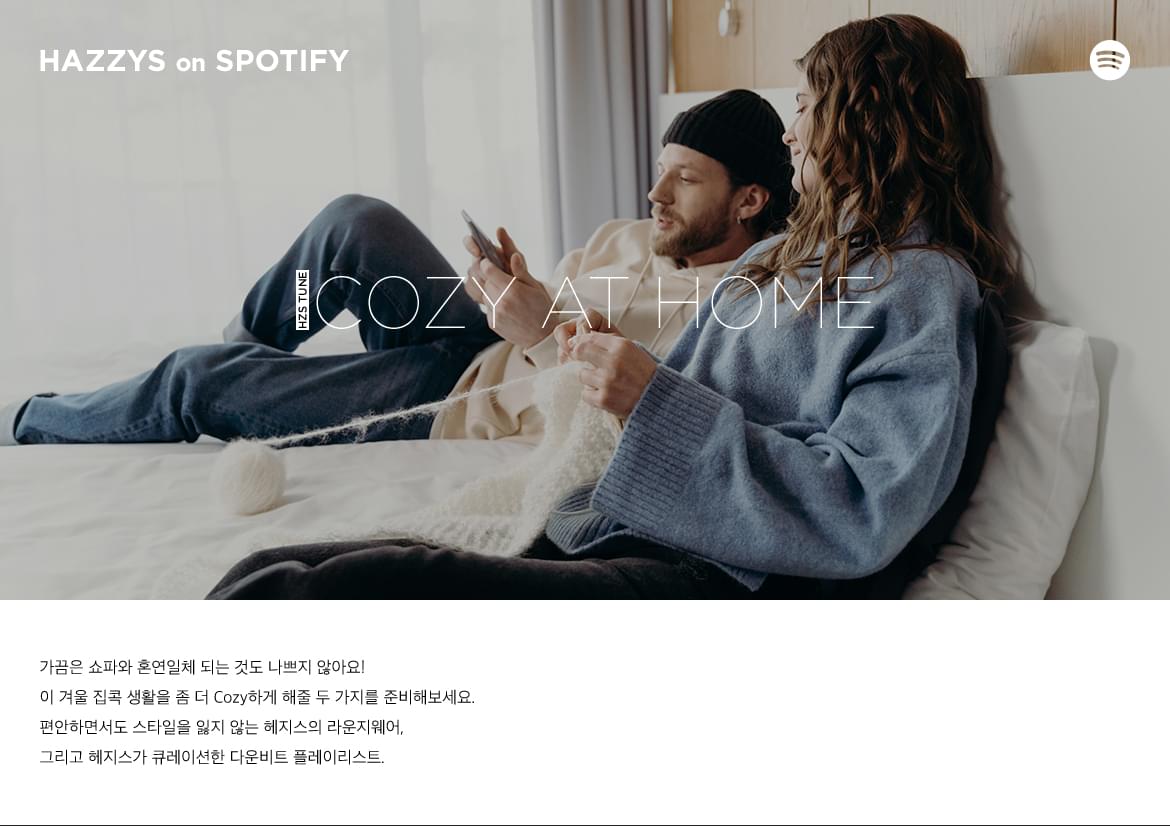 HAZZYS on SPOTIFY
HZS TUNE
COZY AT HOME
가끔은 쇼파와 혼연일체 되는 것도 나쁘지 않아요!
이 겨울 집콕 생활을 좀 더 Cozy하게 해줄 두 가지를 준비해보세요.
편안하면서도 스타일을 잃지 않는 헤지스의 라운지웨어,
그리고 헤지스가 큐레이션한 다운비트 플레이리스트.